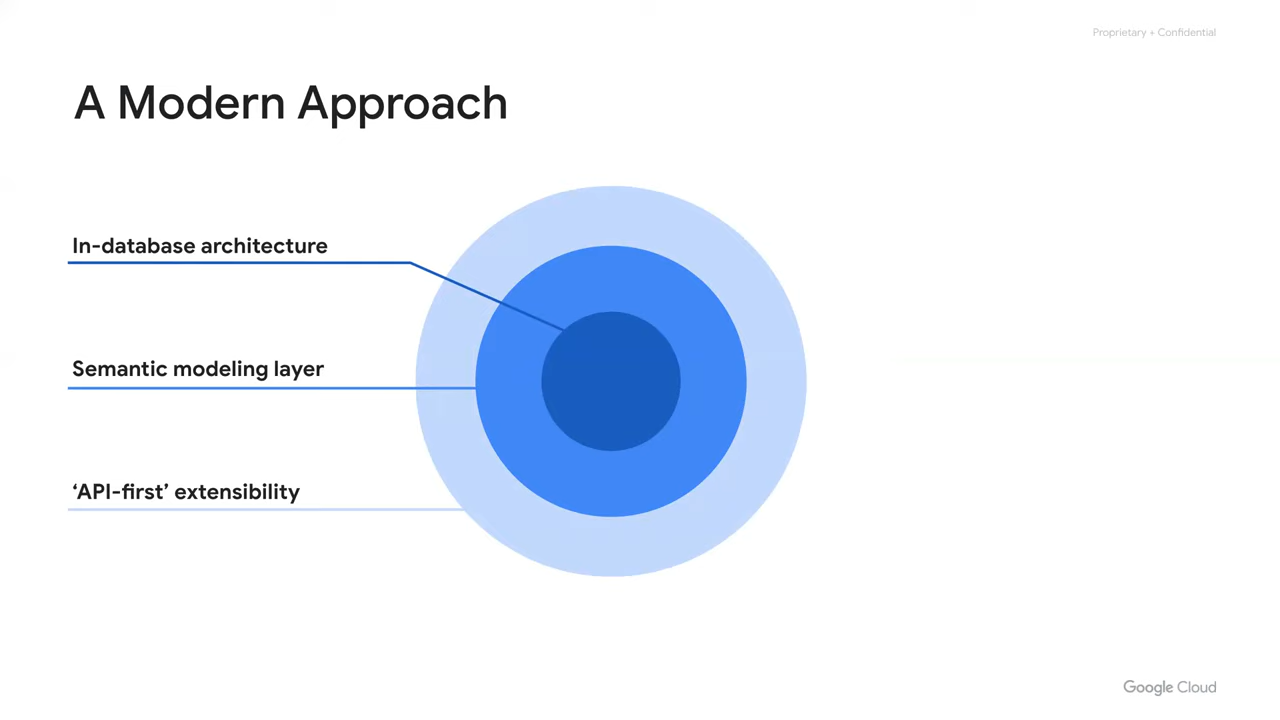 Proprietary + Confidential
A Modern Approach
In-database architecture
Semantic modeling layer
‘API-first’ extensibility
Google Cloud